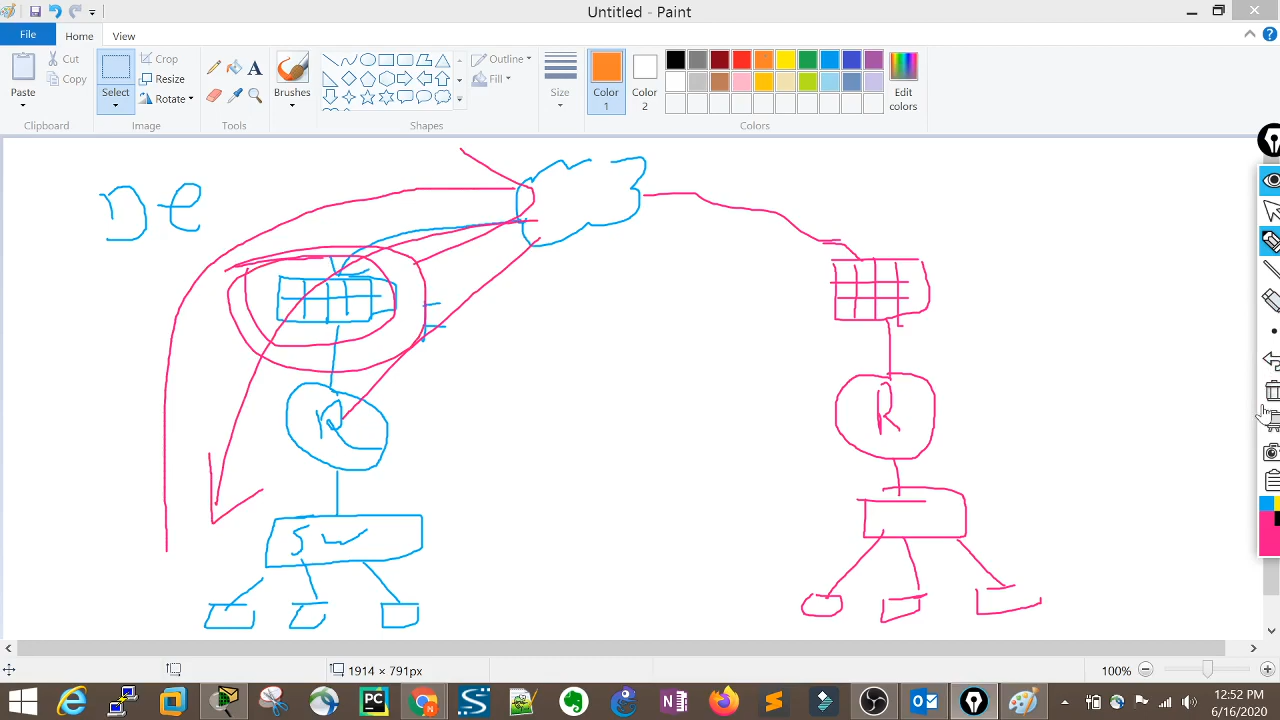 Untitled - Paint
File
Home
View
Paste
Cut
Copy
Clipboard
Select
Crop
Resize
Rotate
Image
Tools
Brushes
Shapes
Outline
Fill
Size
Color 1
Color 2
Edit colors
Colors
De
R
R
SW
1914 × 791px
100%
12:52 PM
6/16/2020